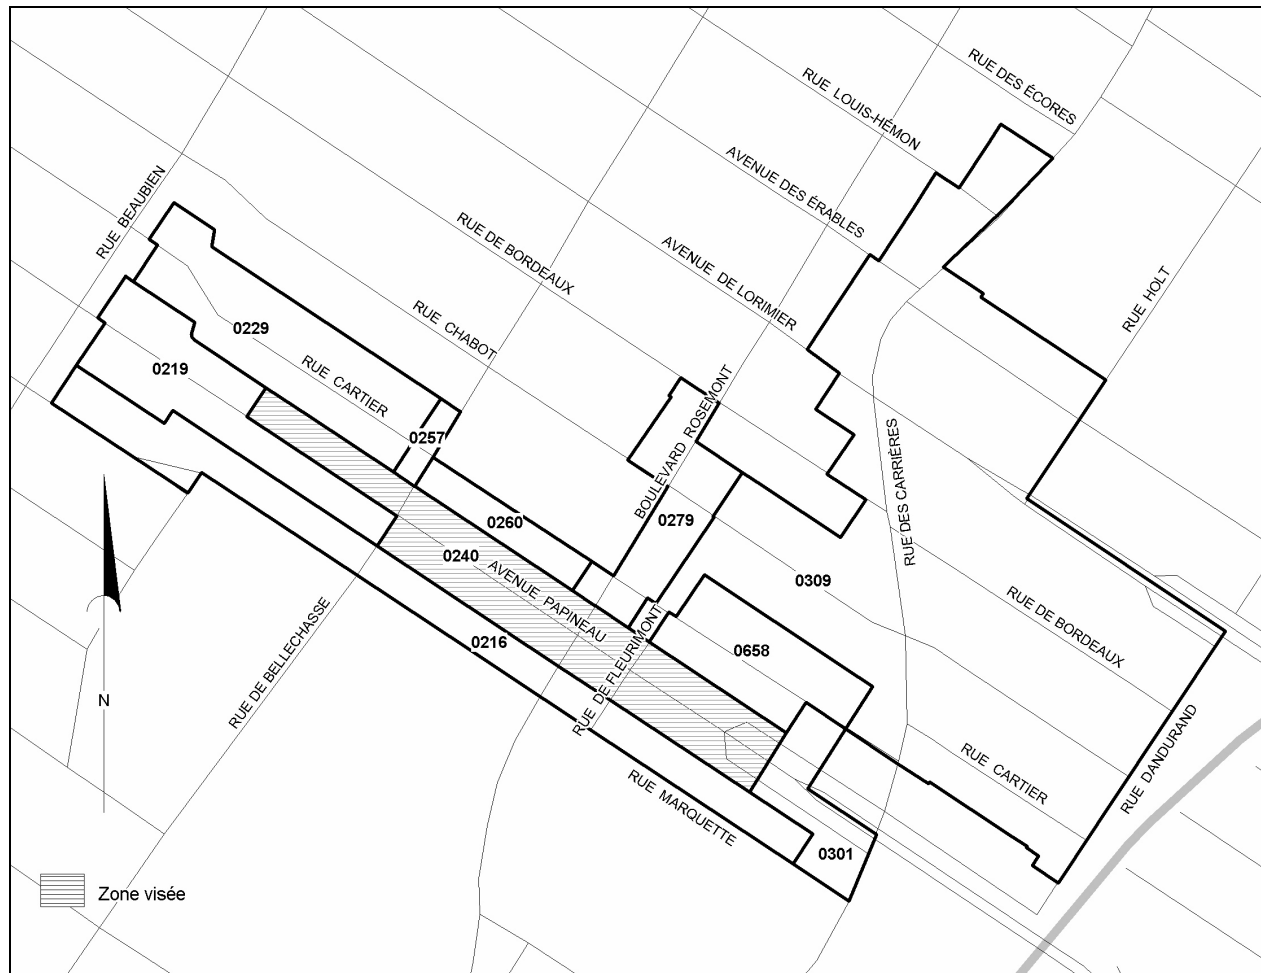 RUE DES ÉCORES
RUE LOUIS-HÉMON
AVENUE DES ÉRABLES
RUE BEAUBIEN
RUE DE BORDEAUX
AVENUE DE LORIMIER
RUE HOLT
RUE CHABOT
0229
0219
RUE CARTIER
BOULEVARD ROSEMONT
0257
RUE DES CARRIÈRES
0260
0279
0240
AVENUE PAPINEAU
0309
RUE DE BORDEAUX
RUE DE BELLECHASSE
0216
RUE DE FLEURIMONT
0658
N
RUE CARTIER
RUE DANDURAND
RUE MARQUETTE
0301
Zone visée